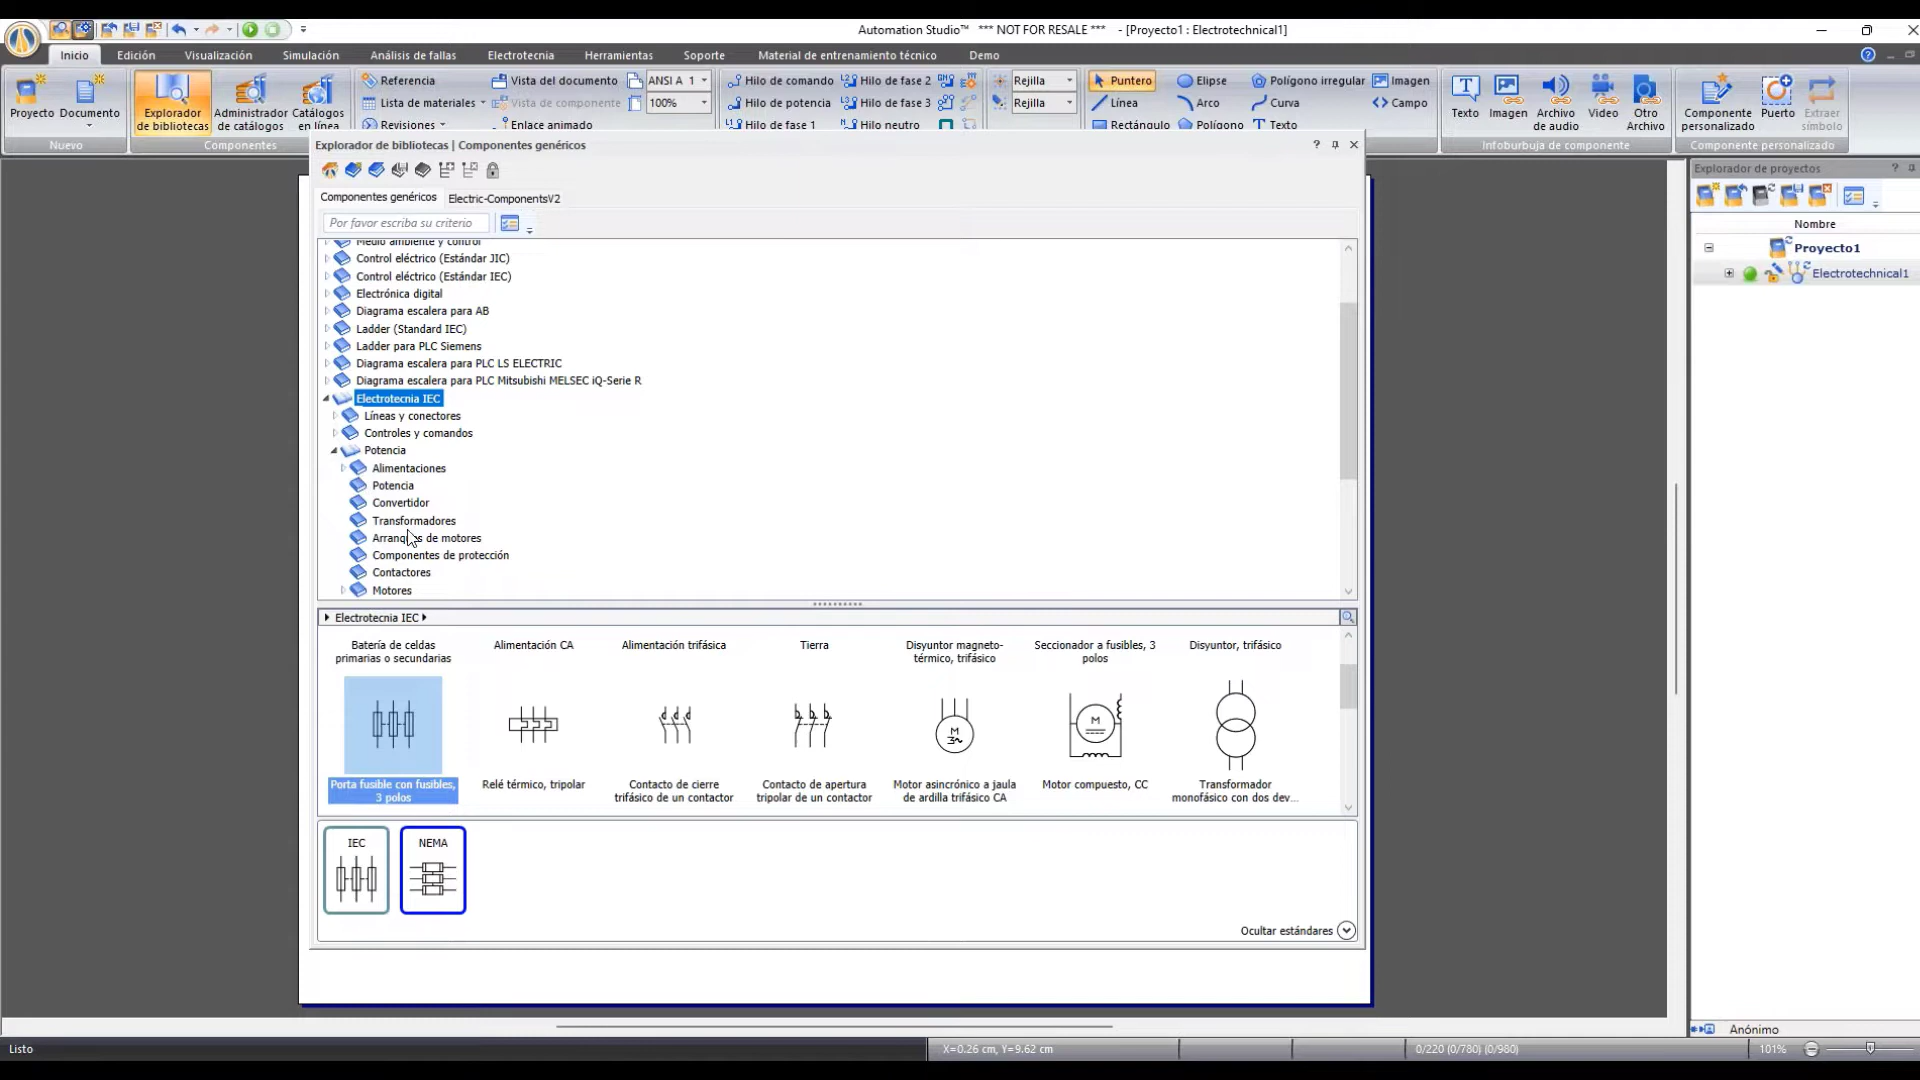 Automation Studio™ *** NOT FOR RESALE *** - [Proyecto1 : Electrotechnical1]
Inicio Edición Visualización Simulación Análisis de fallas Electrotecnia Herramientas Soporte Material de entrenamiento técnico Demo
Proyecto Documento
Nuevo
Explorador de bibliotecas
Administrador de catálogos
Catálogos en línea
Componentes
Referencia Vista del documento ANSI A 1
Lista de materiales Vista de componente 100%
Revisiones Enlace animado
Hilo de comando Hilo de fase 2
Hilo de potencia Hilo de fase 3
Hilo de fase 1 Hilo neutro
Rejilla
Rejilla
Puntero Elipse Polígono irregular Imagen
Línea Arco Curva Campo
Rectángulo Polígono Texto
Texto Imagen Archivo de audio Video Otro Archivo
Infoburbuja de componente
Componente personalizado Puerto Extraer símbolo
Componente personalizado
Explorador de bibliotecas | Componentes genéricos
Componentes genéricos Electric-ComponentsV2
Por favor escriba su criterio
Medio ambiente y control
Control eléctrico (Estándar JIC)
Control eléctrico (Estándar IEC)
Electrónica digital
Diagrama escalera para AB
Ladder (Standard IEC)
Ladder para PLC Siemens
Diagrama escalera para PLC LS ELECTRIC
Diagrama escalera para PLC Mitsubishi MELSEC iQ-Serie R
Electrotecnia IEC
Líneas y conectores
Controles y comandos
Potencia
Alimentaciones
Potencia
Convertidor
Transformadores
Arranques de motores
Componentes de protección
Contactores
Motores
Electrotecnia IEC
Batería de celdas primarias o secundarias
Alimentación CA
Alimentación trifásica
Tierra
Disyuntor magneto-térmico, trifásico
Seccionador a fusibles, 3 polos
Disyuntor, trifásico
Porta fusible con fusibles, 3 polos
Relé térmico, tripolar
Contacto de cierre trifásico de un contactor
Contacto de apertura tripolar de un contactor
Motor asincrónico a jaula de ardilla trifásico CA
Motor compuesto, CC
Transformador monofásico con dos dev...
IEC NEMA
Ocultar estándares
Explorador de proyectos
Nombre
Proyecto1
Electrotechnical1
Anónimo
Listo X=0.26 cm, Y=9.62 cm 0/220 (0/780) (0/980) 101%